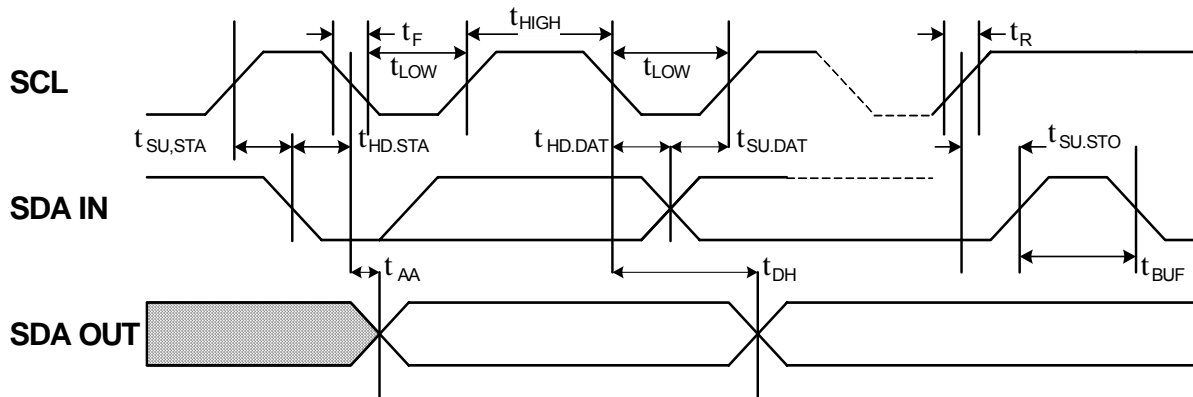 t_F t_HIGH t_R
SCL t_LOW t_LOW
t_SU,STA t_HD.STA t_HD.DAT t_SU.DAT t_SU.STO
SDA IN
t_AA t_DH t_BUF
SDA OUT